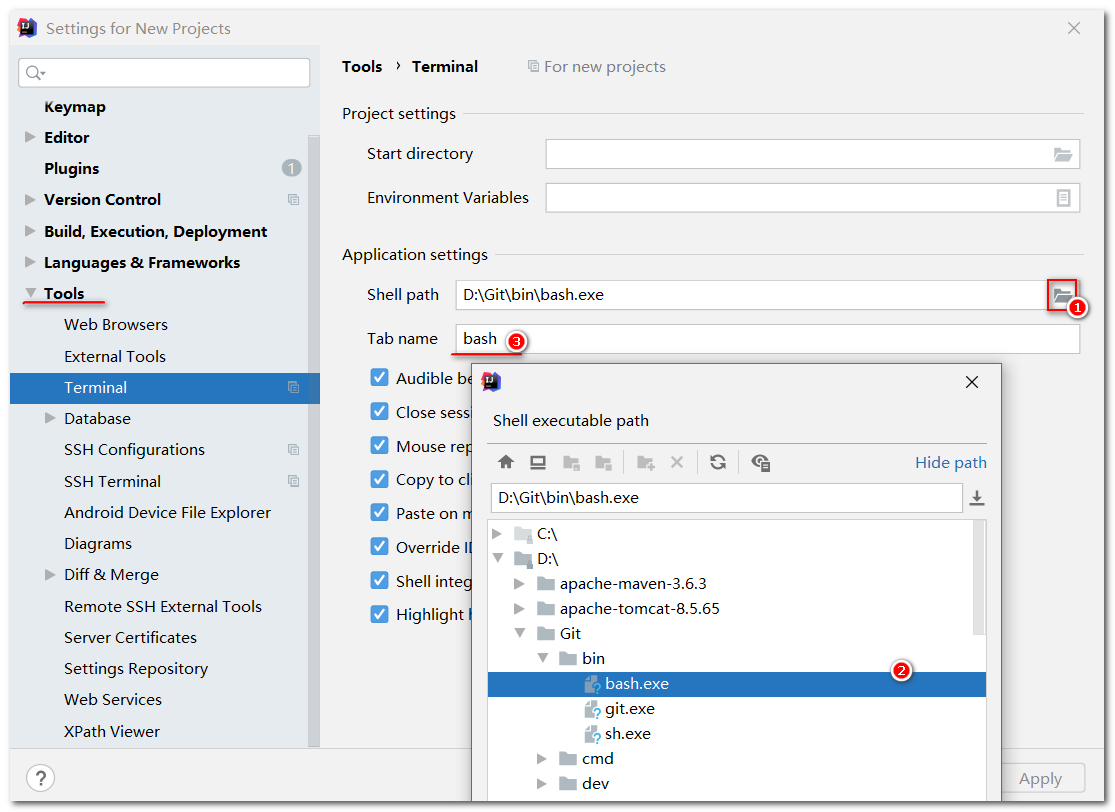 Settings for New Projects
Keymap
Editor
Plugins 1
Version Control
Build, Execution, Deployment
Languages & Frameworks
Tools
Web Browsers
External Tools
Terminal
Database
SSH Configurations
SSH Terminal
Android Device File Explorer
Diagrams
Diff & Merge
Remote SSH External Tools
Server Certificates
Settings Repository
Web Services
XPath Viewer
?
Tools › Terminal For new projects
Project settings
Start directory
Environment Variables
Application settings
Shell path D:\Git\bin\bash.exe 1
Tab name bash 3
Audible be
Close sessi
Mouse rep
Copy to cli
Paste on m
Override ID
Shell integ
Highlight h
Shell executable path
Hide path
D:\Git\bin\bash.exe
C:\
D:\
apache-maven-3.6.3
apache-tomcat-8.5.65
Git
bin
bash.exe 2
git.exe
sh.exe
cmd
dev
Apply